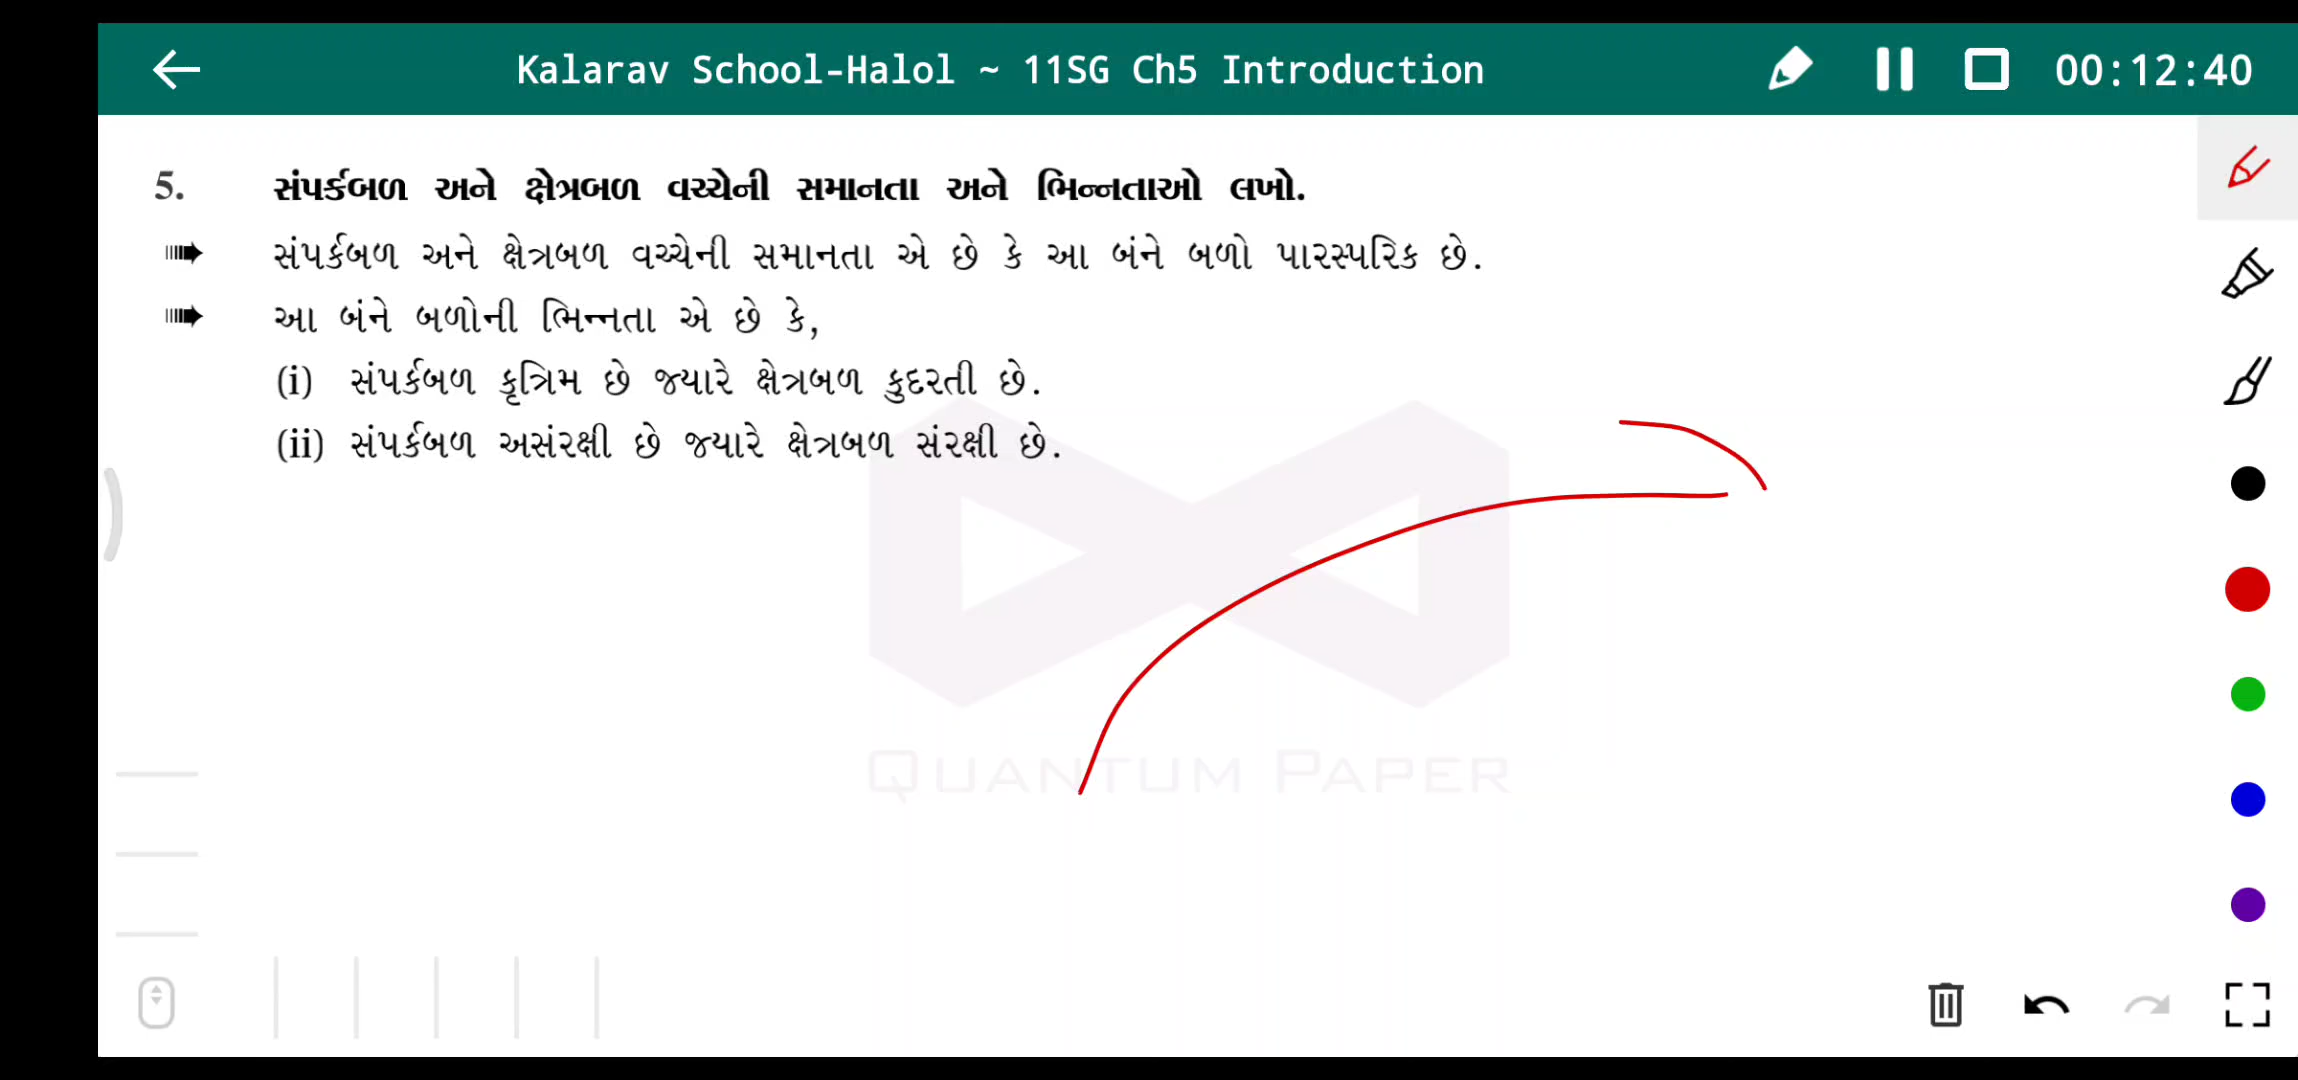 Kalarav School-Halol ~ 11SG Ch5 Introduction
00:12:40
5. સંપર્કબળ અને ક્ષેત્રબળ વચ્ચેની સમાનતા અને ભિન્નતાઓ લખો.
સંપર્કબળ અને ક્ષેત્રબળ વચ્ચેની સમાનતા એ છે કે આ બંને બળો પારસ્પરિક છે.
આ બંને બળોની ભિન્નતા એ છે કે,
(i) સંપર્કબળ કૃત્રિમ છે જ્યારે ક્ષેત્રબળ કુદરતી છે.
(ii) સંપર્કબળ અસંરક્ષી છે જ્યારે ક્ષેત્રબળ સંરક્ષી છે.
QUANTUM PAPER